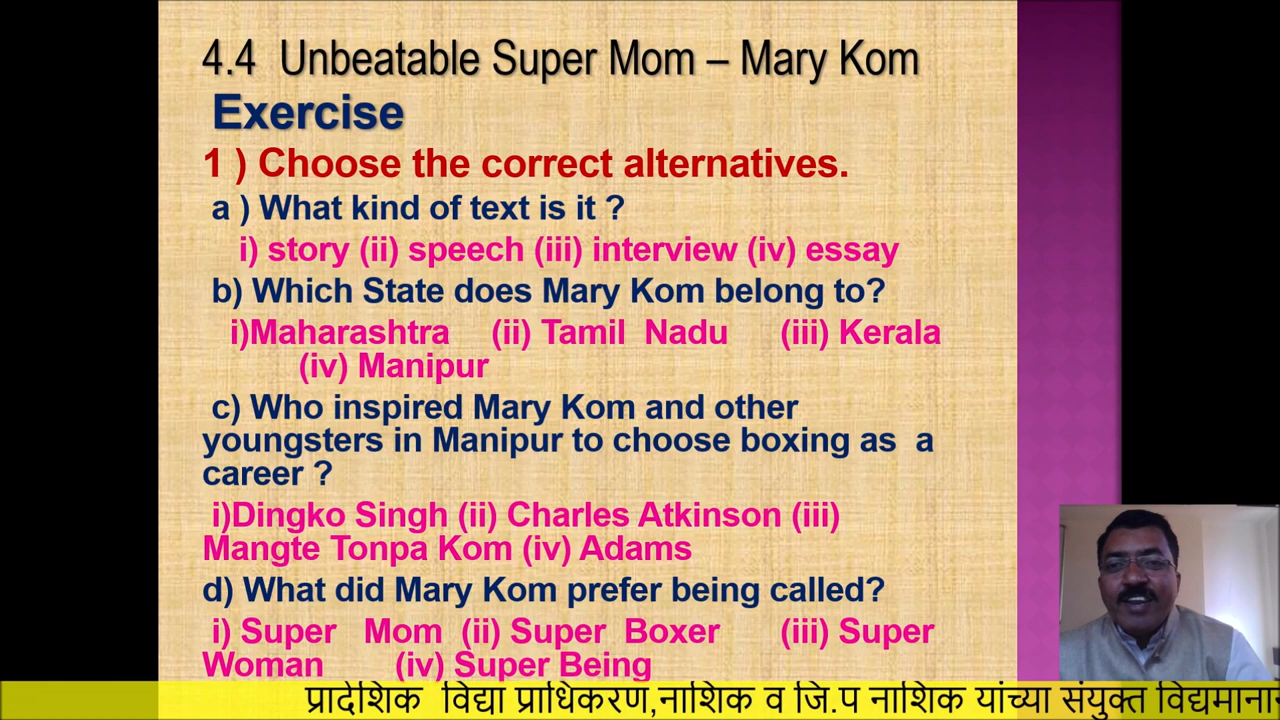 4.4 Unbeatable Super Mom – Mary Kom
Exercise
1 ) Choose the correct alternatives.
a ) What kind of text is it ?
i) story (ii) speech (iii) interview (iv) essay
b) Which State does Mary Kom belong to?
i)Maharashtra (ii) Tamil Nadu (iii) Kerala
(iv) Manipur
c) Who inspired Mary Kom and other
youngsters in Manipur to choose boxing as a
career ?
i)Dingko Singh (ii) Charles Atkinson (iii)
Mangte Tonpa Kom (iv) Adams
d) What did Mary Kom prefer being called?
i) Super Mom (ii) Super Boxer (iii) Super
Woman (iv) Super Being
प्रादेशिक विद्या प्राधिकरण,नाशिक व जि.प नाशिक यांच्या संयुक्त विद्यमाना